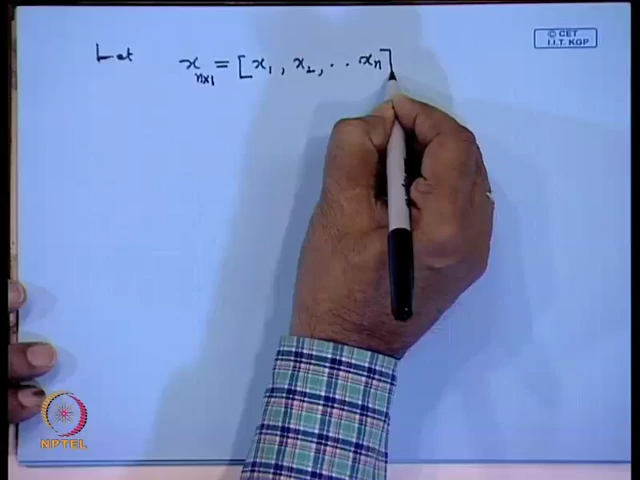 © CET
I.I.T. KGP
Let x = [x₁, x₂, .. xₙ]
nx1
NPTEL